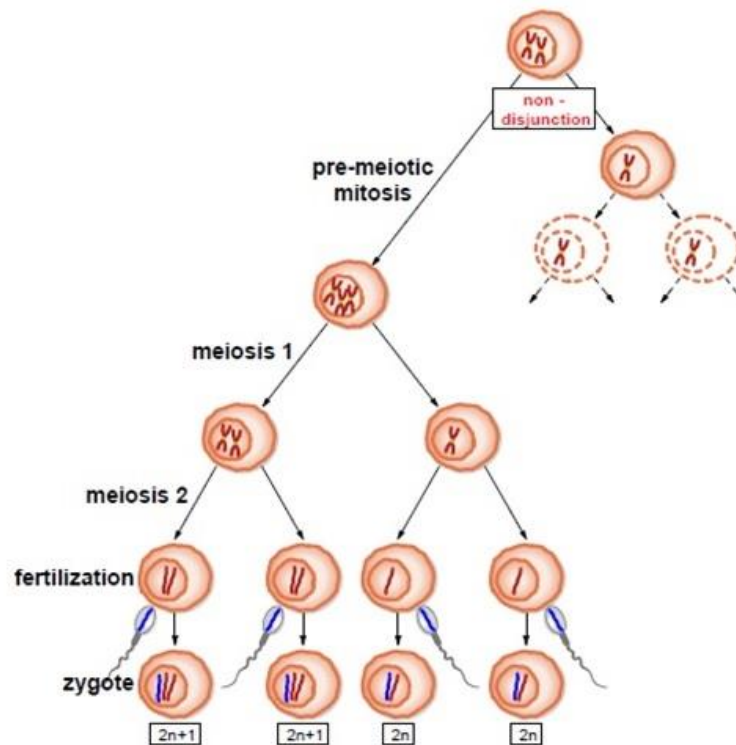 non -
disjunction
pre-meiotic
mitosis
meiosis 1
meiosis 2
fertilization
zygote
2n+1
2n+1
2n
2n